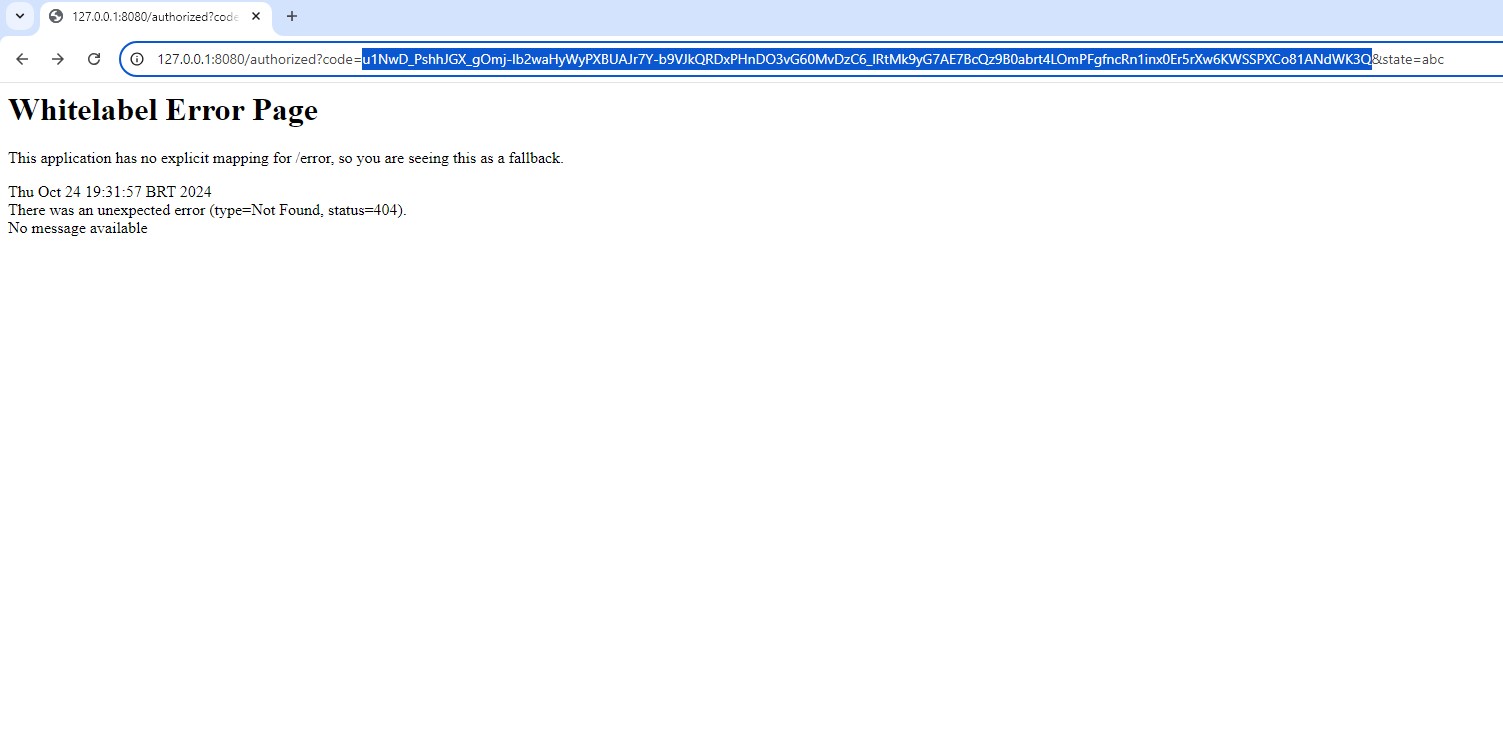 127.0.0.1:8080/authorized?code
127.0.0.1:8080/authorized?code=u1NwD_PshhJGX_gOmj-Ib2waHyWyPXBUAJr7Y-b9VJkQRDxPHnDO3vG60MvDzC6_lRtMk9yG7AE7BcQz9B0abrt4LOmPFgfncRn1inx0Er5rXw6KWSSPXCo81ANdWK3Q&state=abc
Whitelabel Error Page
This application has no explicit mapping for /error, so you are seeing this as a fallback.
Thu Oct 24 19:31:57 BRT 2024
There was an unexpected error (type=Not Found, status=404).
No message available